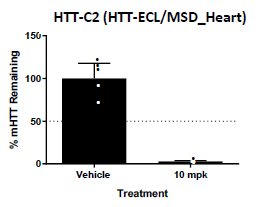 HTT-C2 (HTT-ECL/MSD_Heart)
% mHTT Remaining
150
100
50
0
Vehicle
10 mpk
Treatment